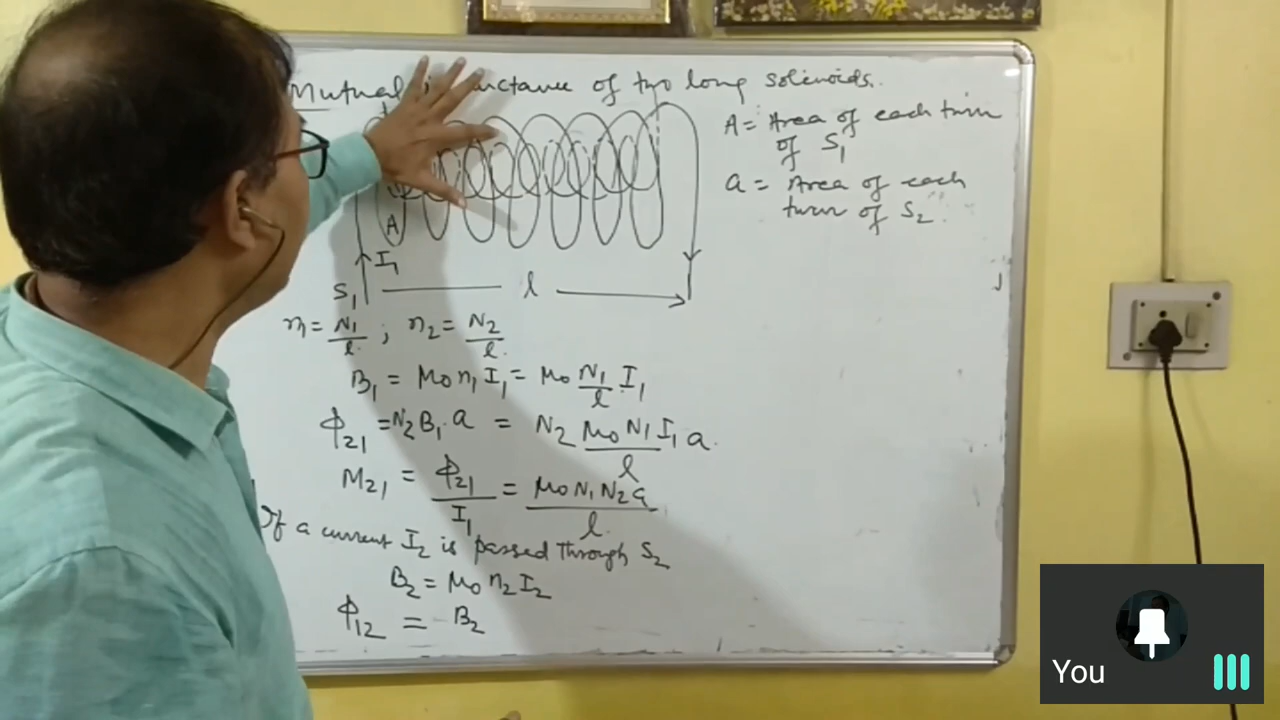 Mutual inductance of two long solenoids.
A = Area of each turn
of S₁
a = Area of each
turn of S₂.
A
I₁
S₁
l
n₁ = N₁/l ; n₂ = N₂/l.
B₁ = μ₀ n₁ I₁ = μ₀ N₁/l I₁
ϕ₂₁ = N₂ B₁. a = N₂ μ₀ N₁/l I₁ a.
M₂₁ = ϕ₂₁/I₁ = μ₀ N₁ N₂ a/l.
If a current I₂ is passed through S₂
B₂ = μ₀ n₂ I₂
ϕ₁₂ = B₂
You